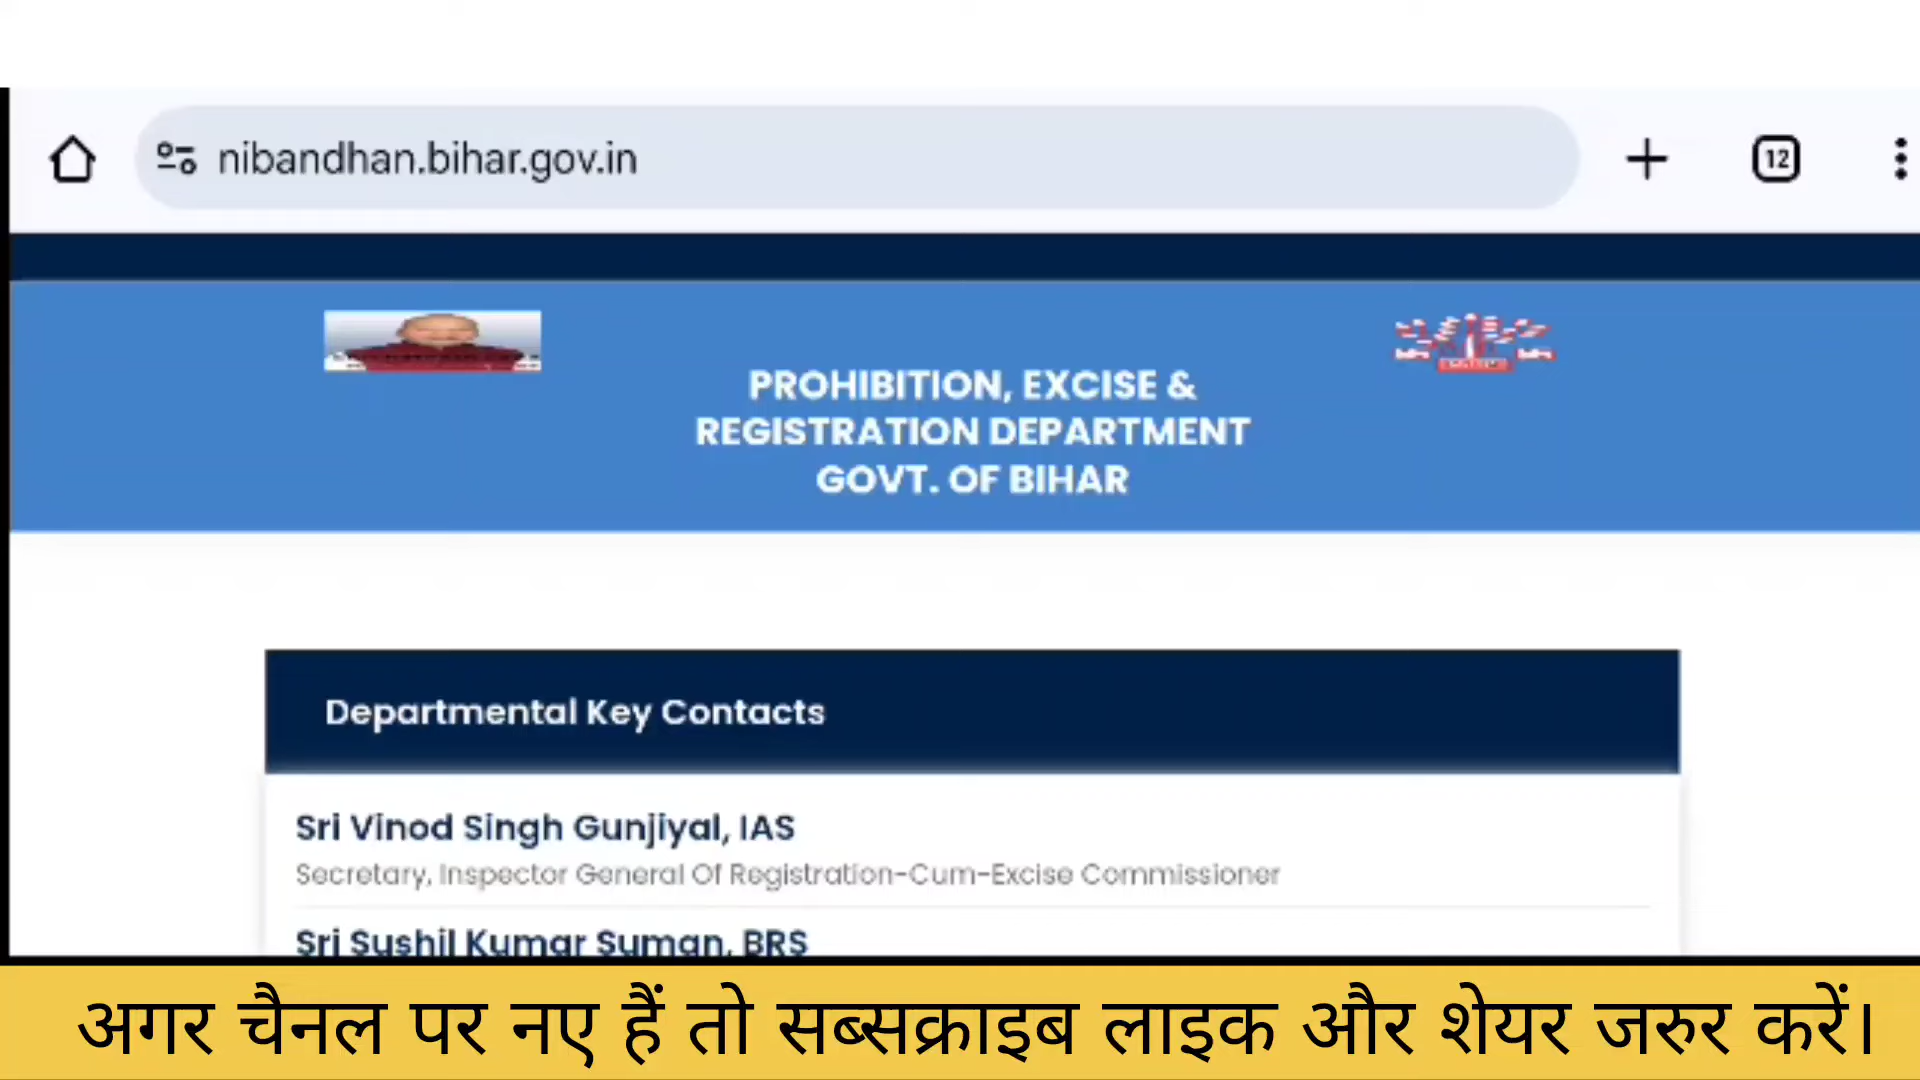 nibandhan.bihar.gov.in
12
PROHIBITION, EXCISE &
REGISTRATION DEPARTMENT
GOVT. OF BIHAR
Departmental Key Contacts
Sri Vinod Singh Gunjiyal, IAS
Secretary, Inspector General Of Registration-Cum-Excise Commissioner
Sri Sushil Kumar Suman, BRS
अगर चैनल पर नए हैं तो सब्सक्राइब लाइक और शेयर जरुर करें।